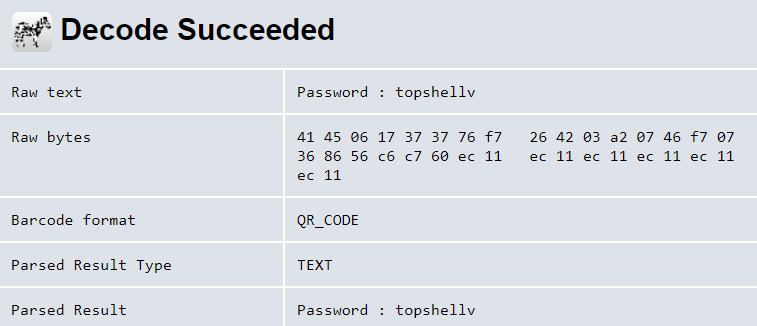 Decode Succeeded
Raw text Password : topshellv
Raw bytes 41 45 06 17 37 37 76 f7 26 42 03 a2 07 46 f7 07
36 86 56 c6 c7 60 ec 11 ec 11 ec 11 ec 11 ec 11
ec 11
Barcode format QR_CODE
Parsed Result Type TEXT
Parsed Result Password : topshellv